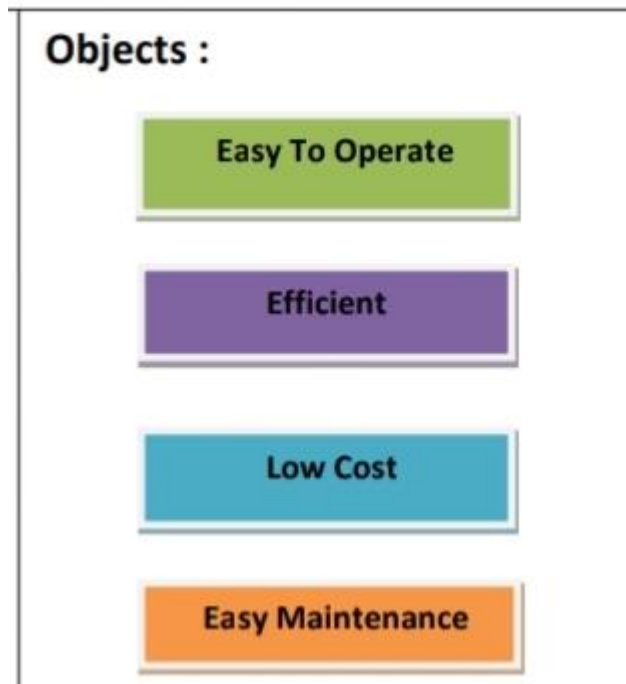 Objects :
Easy To Operate
Efficient
Low Cost
Easy Maintenance